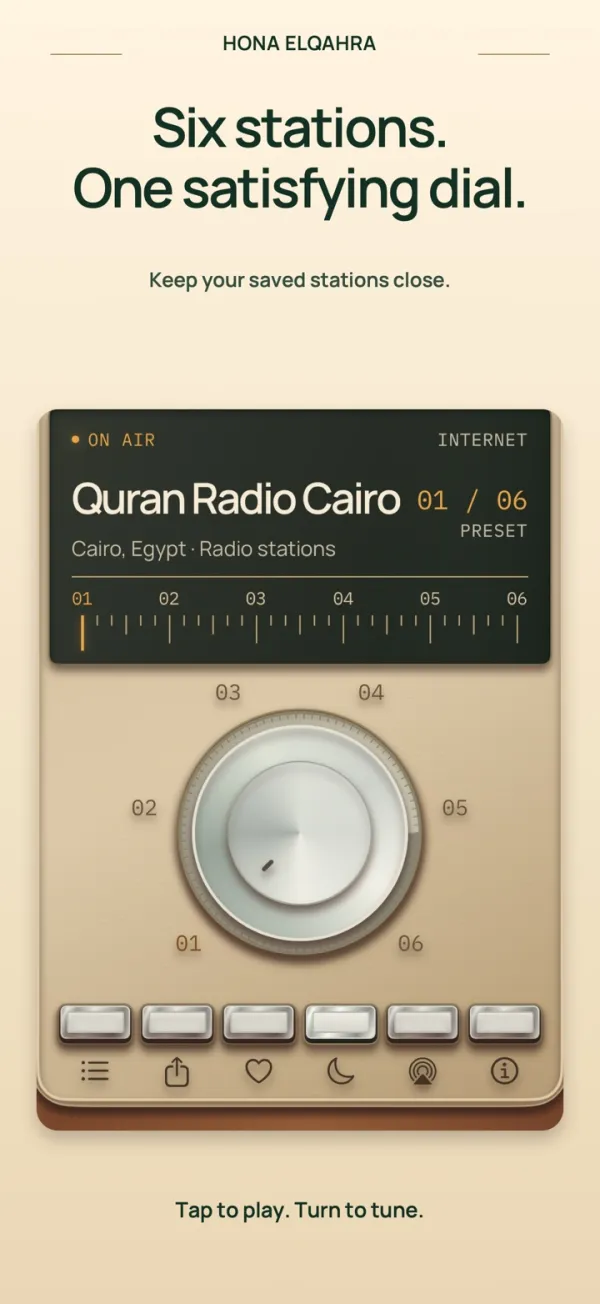 HONA ELQAHRA
Six stations.
One satisfying dial.
Keep your saved stations close.
ON AIR
INTERNET
Quran Radio Cairo
01 / 06
PRESET
Cairo, Egypt · Radio stations
01 02 03 04 05 06
03 04
02 05
01 06
Tap to play. Turn to tune.